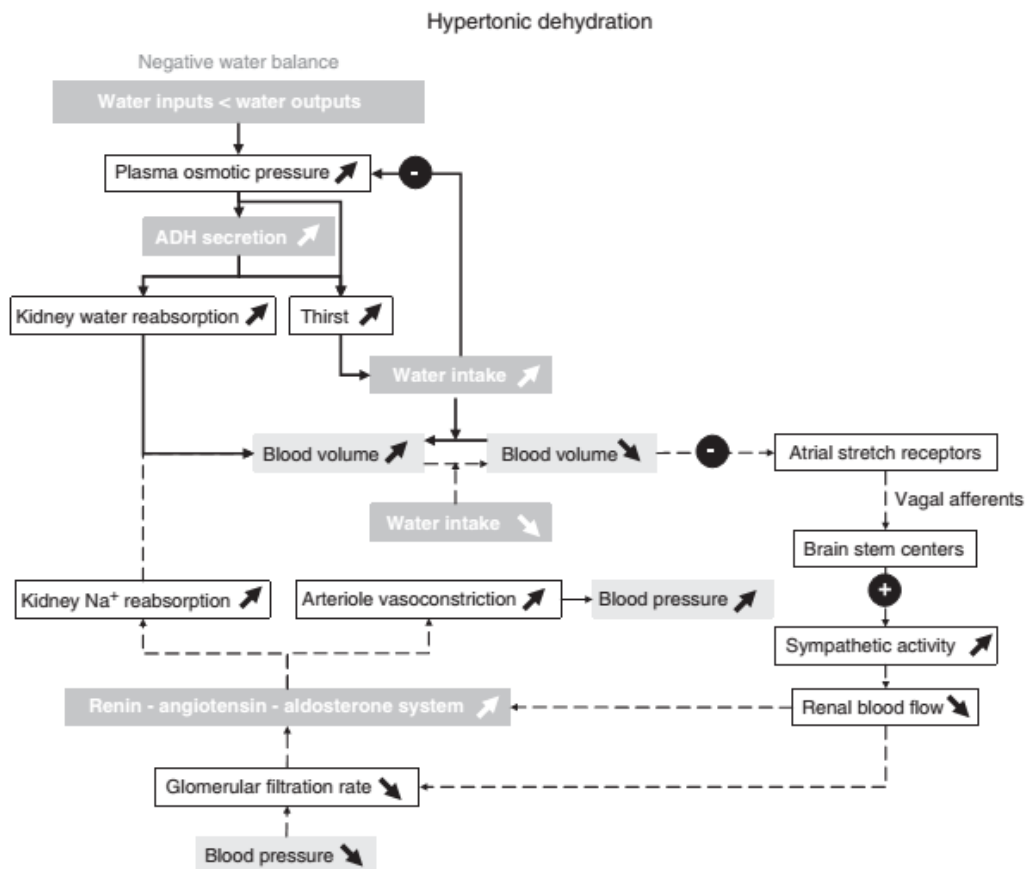 Hypertonic dehydration
Negative water balance
Water inputs < water outputs
Plasma osmotic pressure
-
ADH secretion
Kidney water reabsorption
Thirst
Water intake
Blood volume
Blood volume
-
Atrial stretch receptors
Vagal afferents
Water intake
Brain stem centers
+
Kidney Na⁺ reabsorption
Arteriole vasoconstriction
Blood pressure
Sympathetic activity
Renin - angiotensin - aldosterone system
Renal blood flow
Glomerular filtration rate
Blood pressure